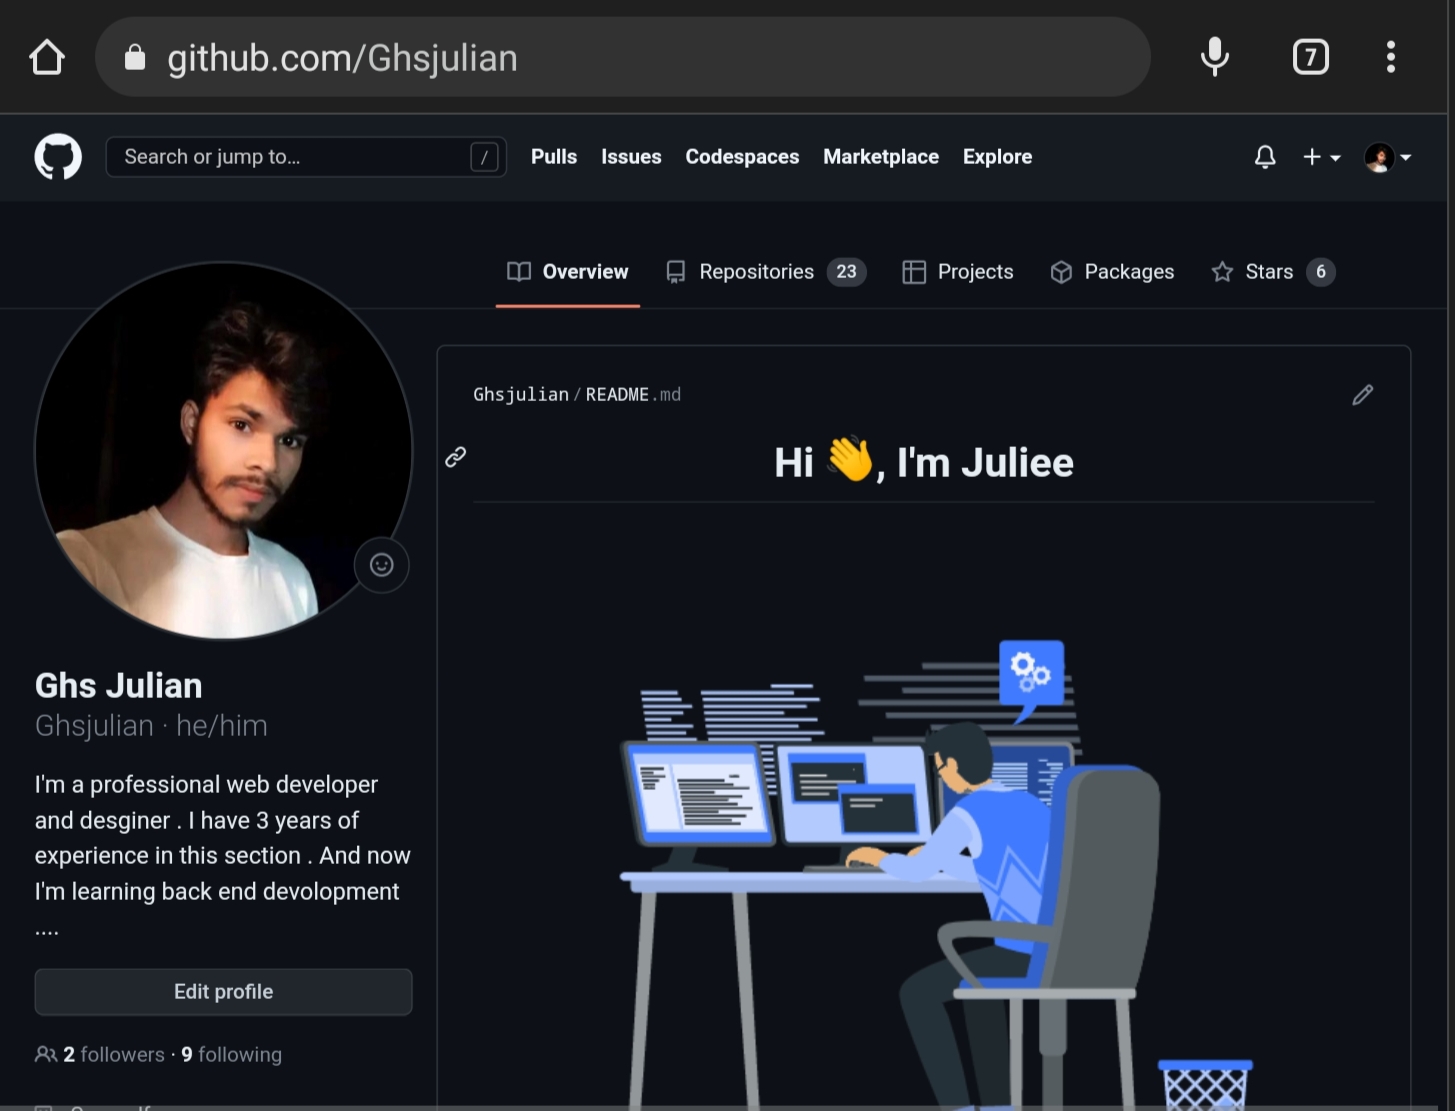 github.com/Ghsjulian
7
Search or jump to...
/
Pulls
Issues
Codespaces
Marketplace
Explore
Overview
Repositories 23
Projects
Packages
Stars 6
Ghsjulian/README.md
Hi 👋, I'm Juliee
Ghs Julian
Ghsjulian · he/him
I'm a professional web developer
and desginer . I have 3 years of
experience in this section . And now
I'm learning back end devolopment
....
Edit profile
2 followers · 9 following